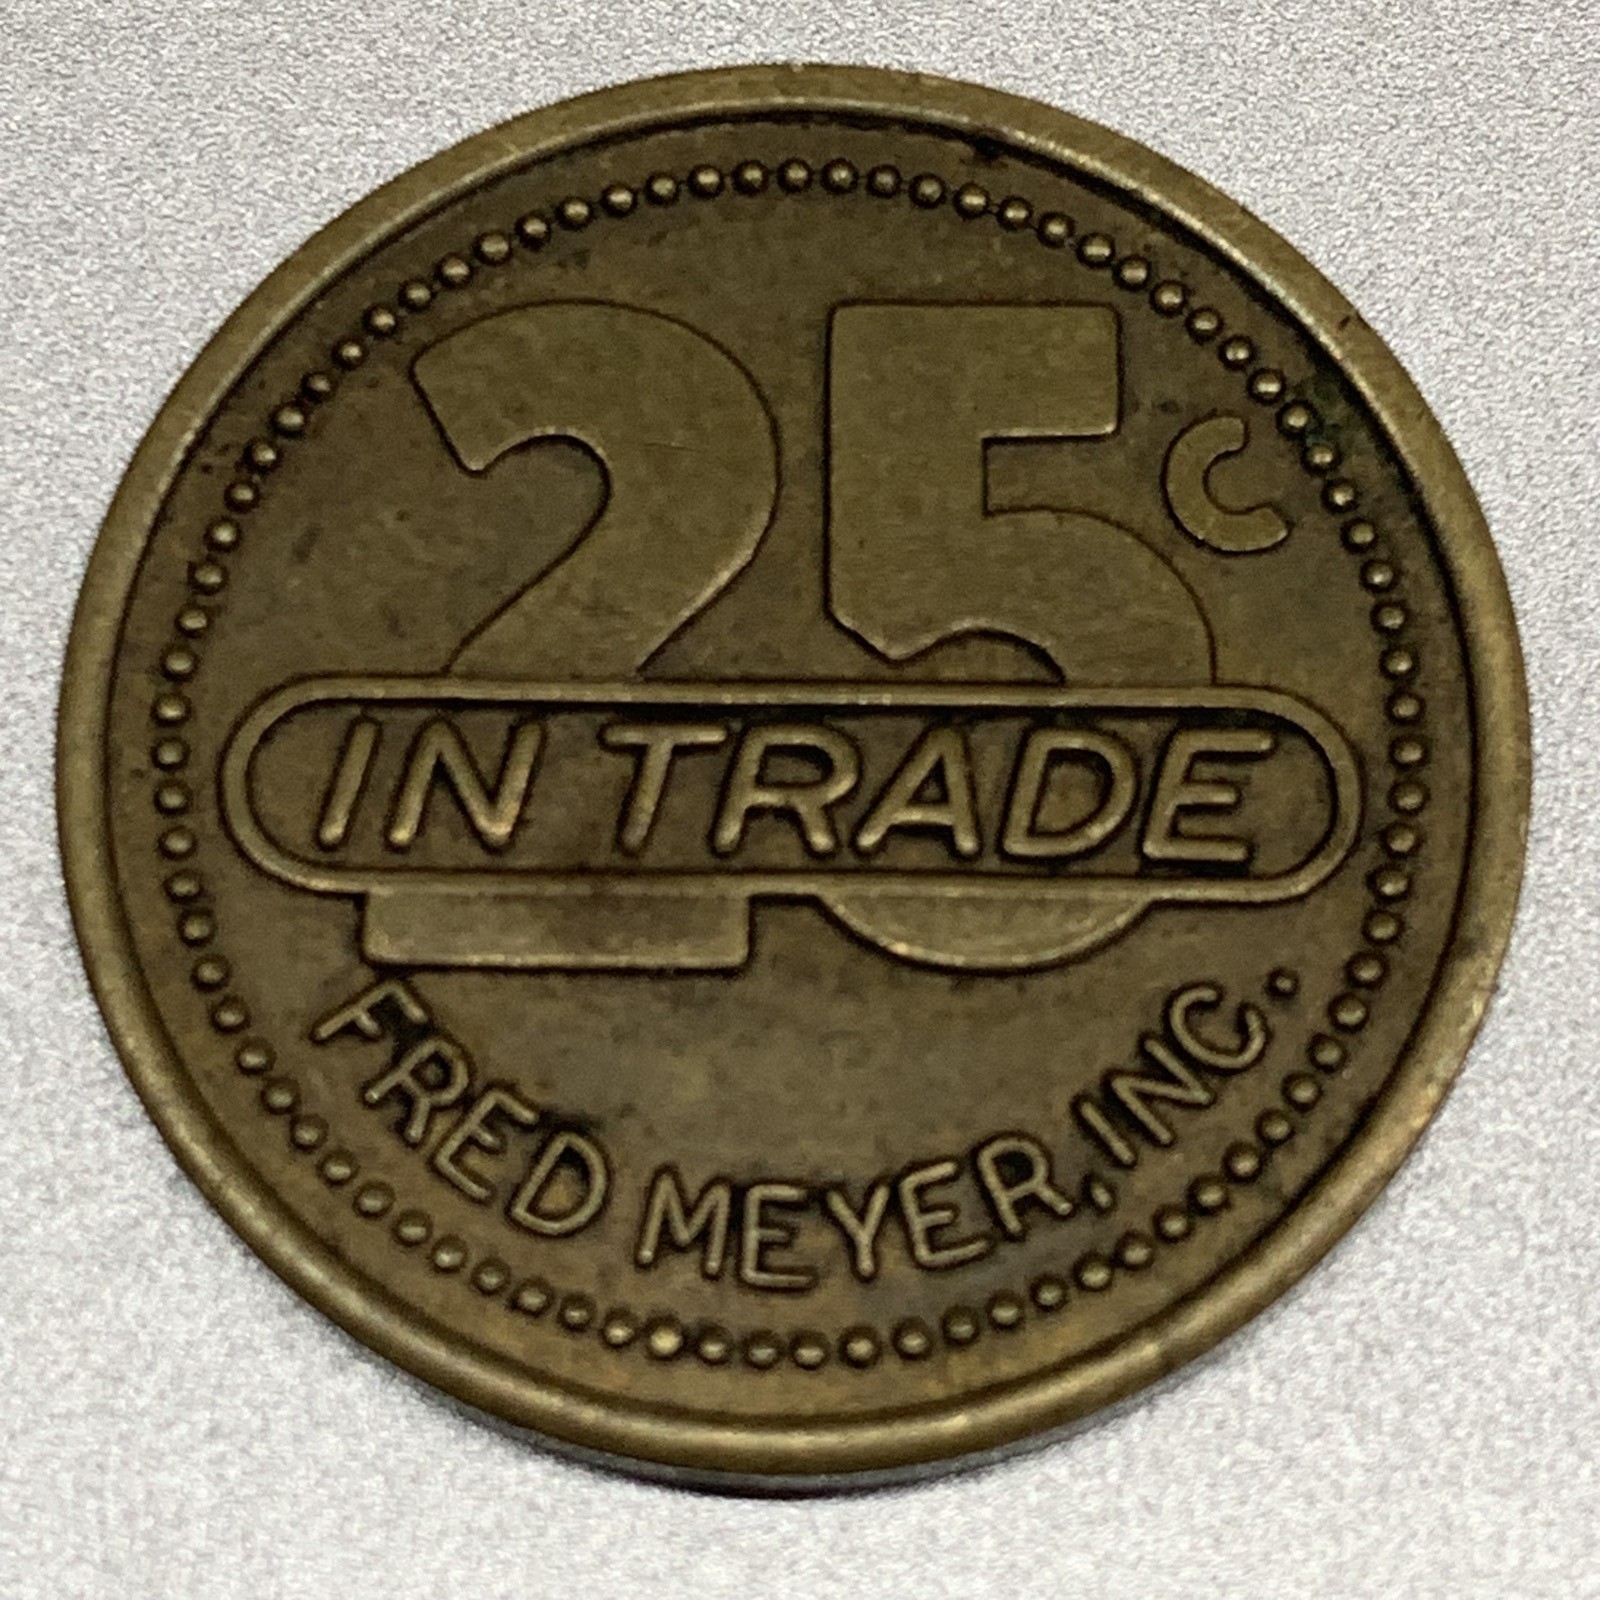 25c
IN TRADE
FRED MEYER, INC.